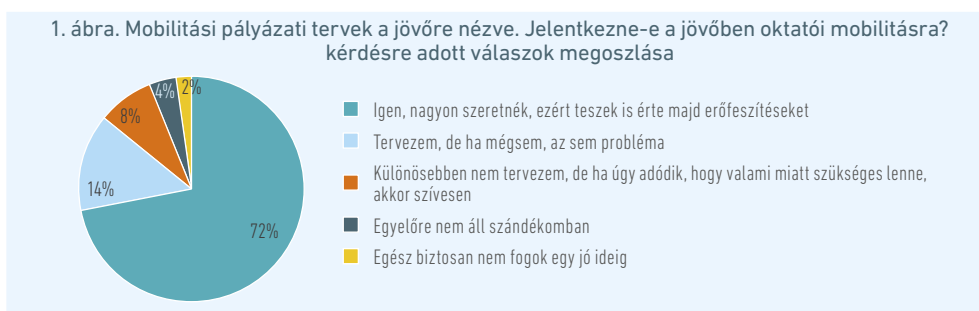 1. ábra. Mobilitási pályázati tervek a jövőre nézve. Jelentkezne-e a jövőben oktatói mobilitásra?
kérdésre adott válaszok megoszlása
2%
4%
8%
14%
72%
Igen, nagyon szeretnék, ezért teszek is érte majd erőfeszítéseket
Tervezem, de ha mégsem, az sem probléma
Különösebben nem tervezem, de ha úgy adódik, hogy valami miatt szükséges lenne,
akkor szívesen
Egyelőre nem áll szándékomban
Egész biztosan nem fogok egy jó ideig